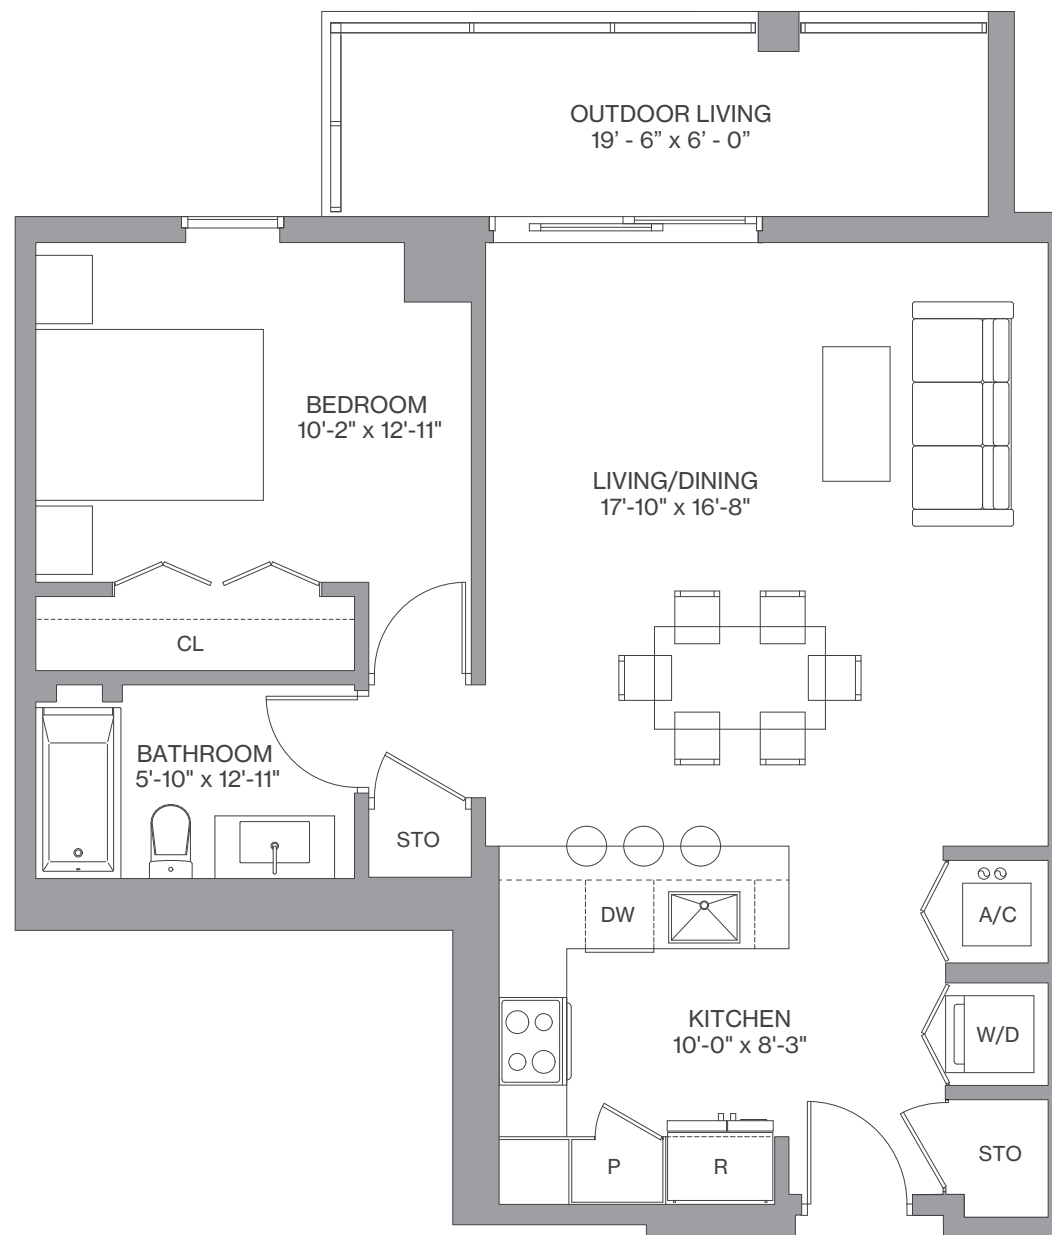 OUTDOOR LIVING
19’ - 6” x 6’ - 0”
BEDROOM
10'-2" x 12'-11"
LIVING/DINING
17'-10" x 16'-8"
CL
BATHROOM
5'-10" x 12'-11"
STO
DW
A/C
KITCHEN
10'-0" x 8'-3"
W/D
P
R
STO